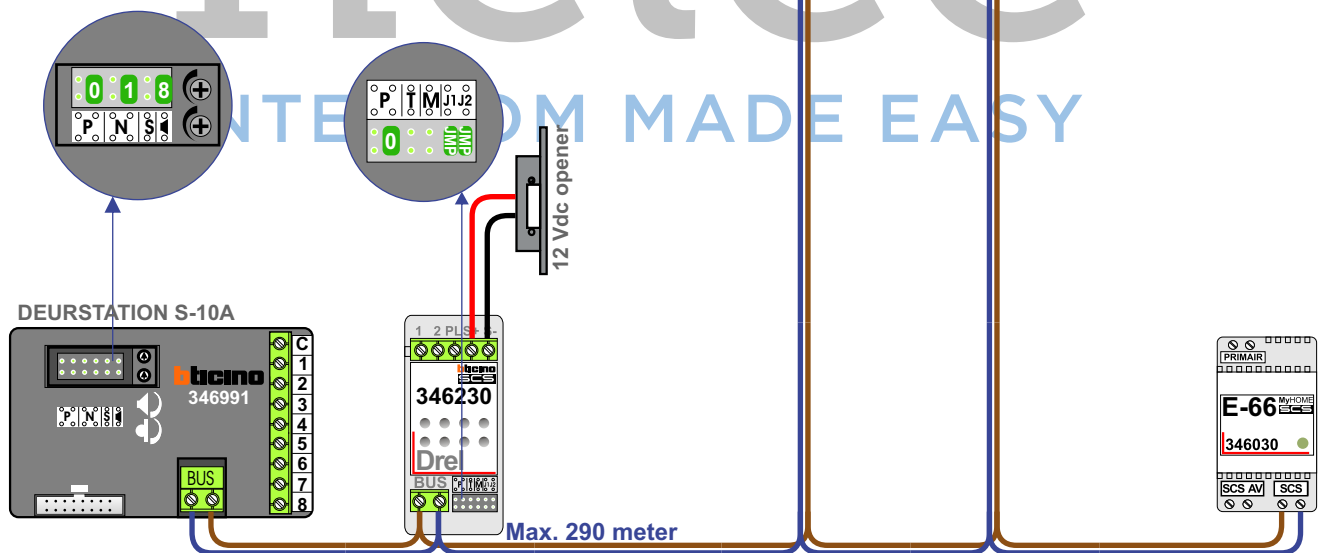 INTERCOM MADE EASY
0 1 8
P N S
P T M J1 J2
0 JMP JMP
12 Vdc opener
DEURSTATION S-10A
bticino
346991
P N S
C
1
2
3
4
5
6
7
8
BUS
1 2 PL S+ S-
bticino
SCS
346230
Drel
BUS P T M J1 J2
Max. 290 meter
PRIMAIR
E-66 MyHOME
SCS
346030
SCS AV SCS